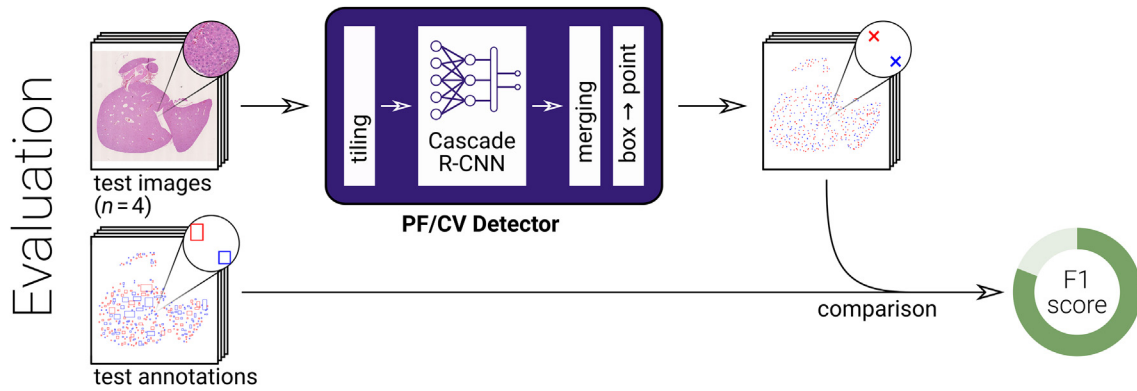 Evaluation
test images
(n = 4)
tiling
Cascade
R-CNN
merging
box → point
PF/CV Detector
test annotations
comparison
F1
score